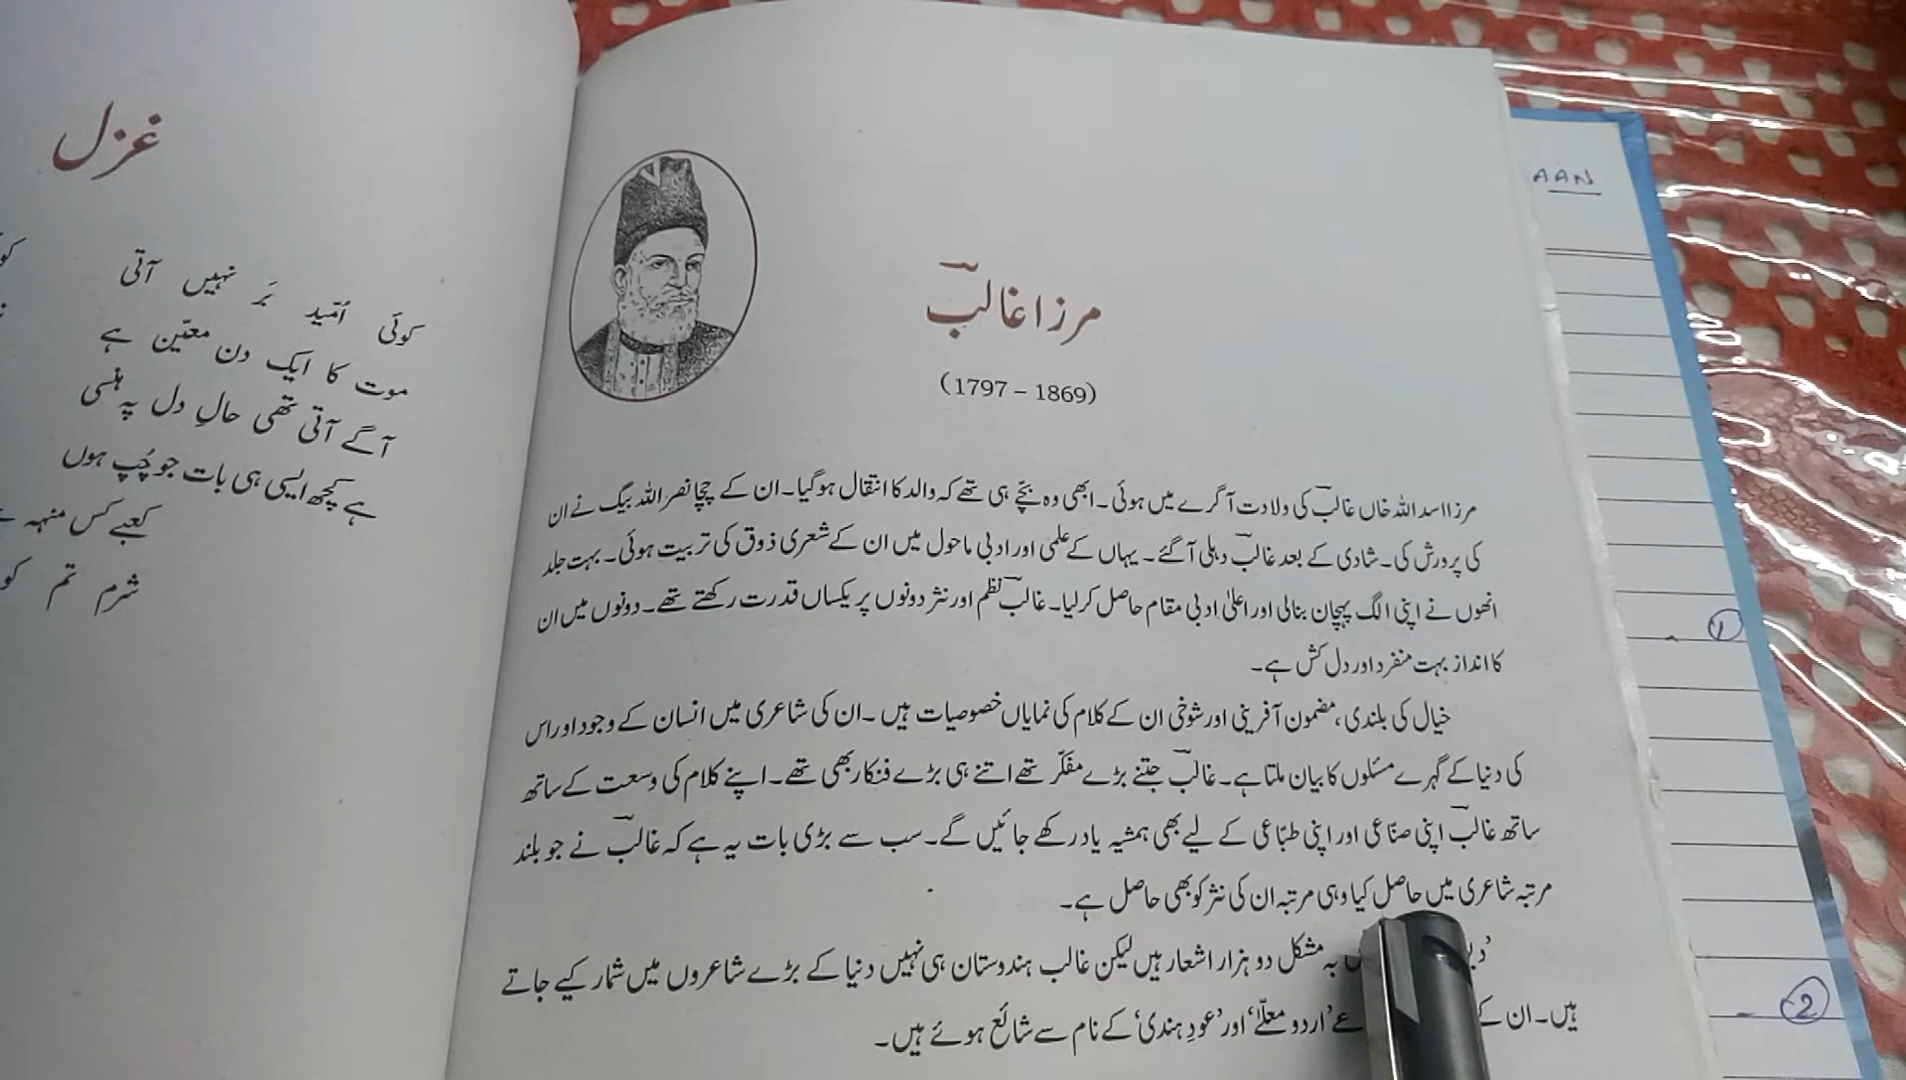 مرزا غالبؔ
(1797 – 1869)
مرزا اسد اللہ خاں غالبؔ کی ولادت آگرے میں ہوئی۔ ابھی وہ بچّے ہی تھے کہ والد کا انتقال ہوگیا۔ ان کے چچا نصر اللہ بیگ نے ان
کی پرورش کی۔ شادی کے بعد غالبؔ دہلی آگئے۔ یہاں کے علمی اور ادبی ماحول میں ان کے شعری ذوق کی تربیت ہوئی۔ بہت جلد
انھوں نے اپنی الگ پہچان بنالی اور اعلیٰ ادبی مقام حاصل کرلیا۔ غالبؔ نظم اور نثر دونوں پر یکساں قدرت رکھتے تھے۔ دونوں میں ان
کا انداز بہت منفرد اور دل کش ہے۔
خیال کی بلندی، مضمون آفرینی اور شوخی ان کے کلام کی نمایاں خصوصیات ہیں۔ ان کی شاعری میں انسان کے وجود اور اس
کی دنیا کے گہرے مسئلوں کا بیان ملتا ہے۔ غالبؔ جتنے بڑے مفکّر تھے اتنے ہی بڑے فنکار بھی تھے۔ اپنے کلام کی وسعت کے ساتھ
ساتھ غالبؔ اپنی صنّاعی اور اپنی طبّاعی کے لیے بھی ہمشیہ یاد رکھے جائیں گے۔ سب سے بڑی بات یہ ہے کہ غالبؔ نے جو بلند
مرتبہ شاعری میں حاصل کیا وہی مرتبہ ان کی نثر کو بھی حاصل ہے۔
بہ مشکل دو ہزار اشعار ہیں لیکن غالب ہندوستان ہی نہیں دنیا کے بڑے شاعروں میں شمار کیے جاتے
ہیں۔ ان کے 'اردو معلّےٰ' اور 'عودِ ہندی' کے نام سے شائع ہوئے ہیں۔
غزل
کوئی اُمّید بَر نہیں آتی
موت کا ایک دن معیّن ہے
آگے آتی تھی حالِ دل پہ ہنسی
ہے کچھ ایسی ہی بات جو چُپ ہوں
کعبے کس منہہ
شرم تم کو
AAN
①
②